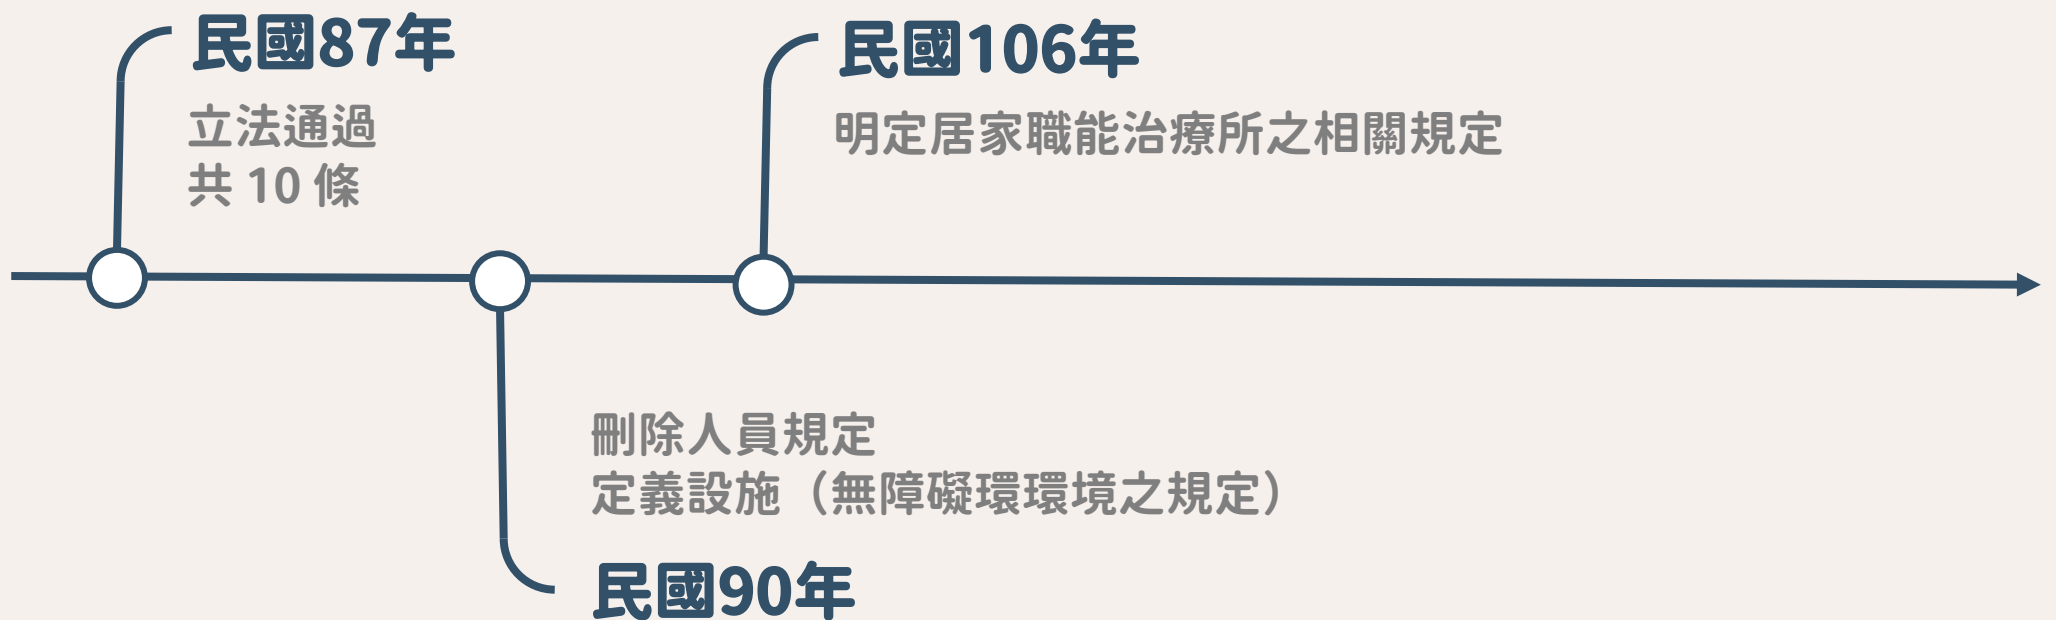 民國87年
立法通過
共 10 條
民國106年
明定居家職能治療所之相關規定
刪除人員規定
定義設施（無障礙環環境之規定）
民國90年